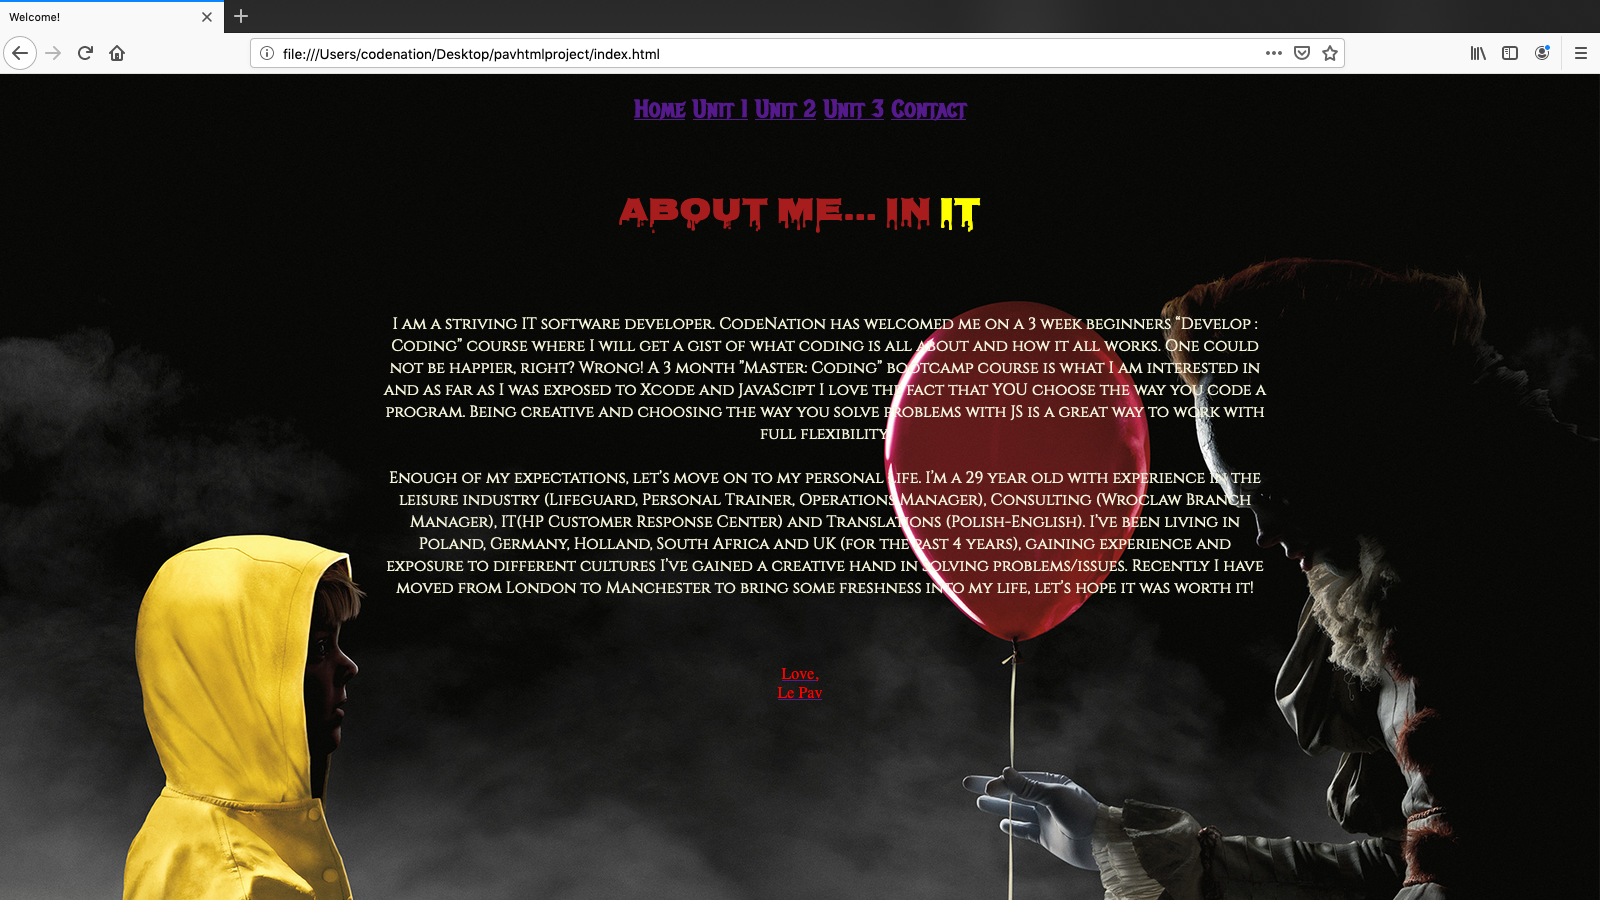 Welcome!
file:///Users/codenation/Desktop/pavhtmlproject/index.html
Home Unit 1 Unit 2 Unit 3 Contact
ABOUT ME... IN IT
I am a striving IT software developer. CodeNation has welcomed me on a 3 week beginners “Develop :
Coding” course where I will get a gist of what coding is all about and how it all works. One could
not be happier, right? Wrong! A 3 month ”Master: Coding” bootcamp course is what I am interested in
and as far as I was exposed to Xcode and JavaScipt I love the fact that YOU choose the way you code a
program. Being creative and choosing the way you solve problems with JS is a great way to work with
full flexibility.
Enough of my expectations, let’s move on to my personal life. I’m a 29 year old with experience in the
leisure industry (Lifeguard, Personal Trainer, Operations Manager), Consulting (Wroclaw Branch
Manager), IT(HP Customer Response Center) and Translations (Polish-English). I’ve been living in
Poland, Germany, Holland, South Africa and UK (for the past 4 years), gaining experience and
exposure to different cultures I’ve gained a creative hand in solving problems/issues. Recently I have
moved from London to Manchester to bring some freshness into my life, let’s hope it was worth it!
Love,
Le Pav